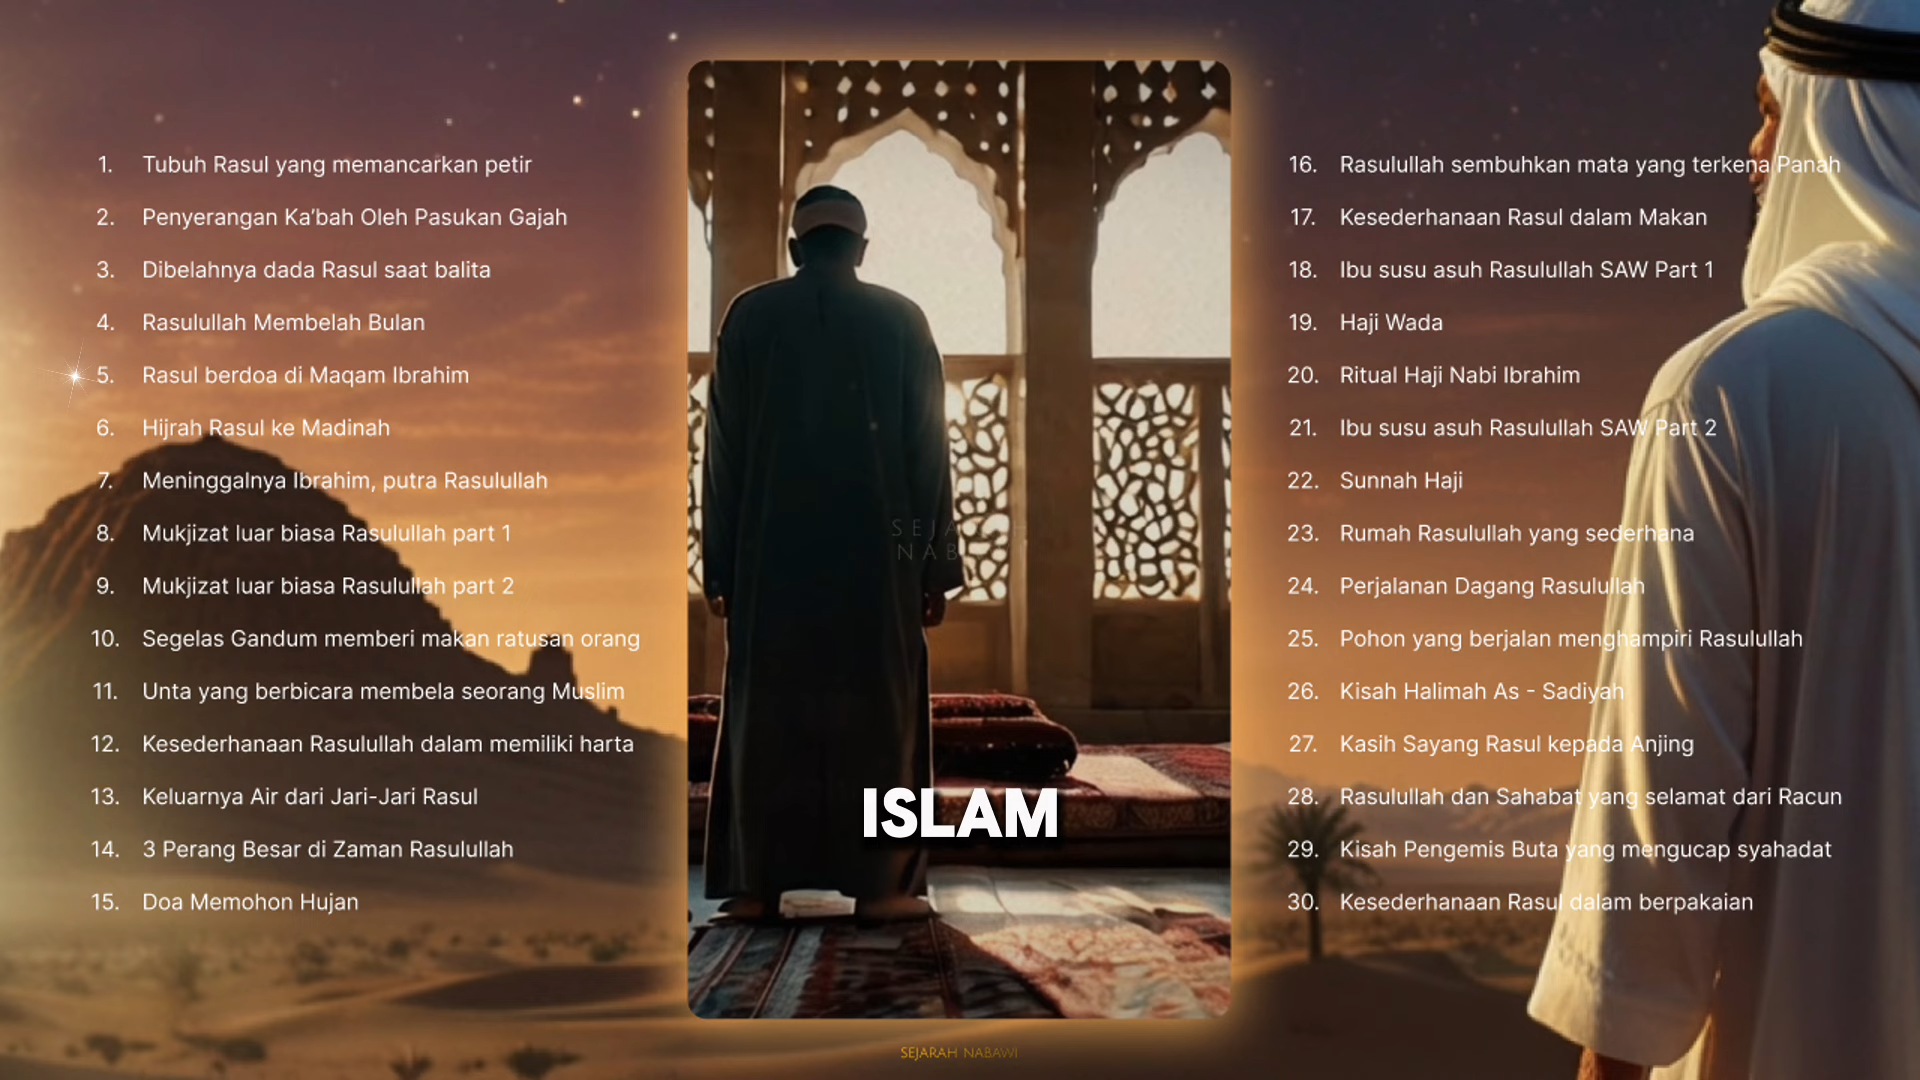 1. Tubuh Rasul yang memancarkan petir
2. Penyerangan Ka'bah Oleh Pasukan Gajah
3. Dibelahnya dada Rasul saat balita
4. Rasulullah Membelah Bulan
5. Rasul berdoa di Maqam Ibrahim
6. Hijrah Rasul ke Madinah
7. Meninggalnya Ibrahim, putra Rasulullah
8. Mukjizat luar biasa Rasulullah part 1
9. Mukjizat luar biasa Rasulullah part 2
10. Segelas Gandum memberi makan ratusan orang
11. Unta yang berbicara membela seorang Muslim
12. Kesederhanaan Rasulullah dalam memiliki harta
13. Keluarnya Air dari Jari-Jari Rasul
14. 3 Perang Besar di Zaman Rasulullah
15. Doa Memohon Hujan
ISLAM
SEJARAH NABAWI
16. Rasulullah sembuhkan mata yang terkena Panah
17. Kesederhanaan Rasul dalam Makan
18. Ibu susu asuh Rasulullah SAW Part 1
19. Haji Wada
20. Ritual Haji Nabi Ibrahim
21. Ibu susu asuh Rasulullah SAW Part 2
22. Sunnah Haji
23. Rumah Rasulullah yang sederhana
24. Perjalanan Dagang Rasulullah
25. Pohon yang berjalan menghampiri Rasulullah
26. Kisah Halimah As - Sadiyah
27. Kasih Sayang Rasul kepada Anjing
28. Rasulullah dan Sahabat yang selamat dari Racun
29. Kisah Pengemis Buta yang mengucap syahadat
30. Kesederhanaan Rasul dalam berpakaian